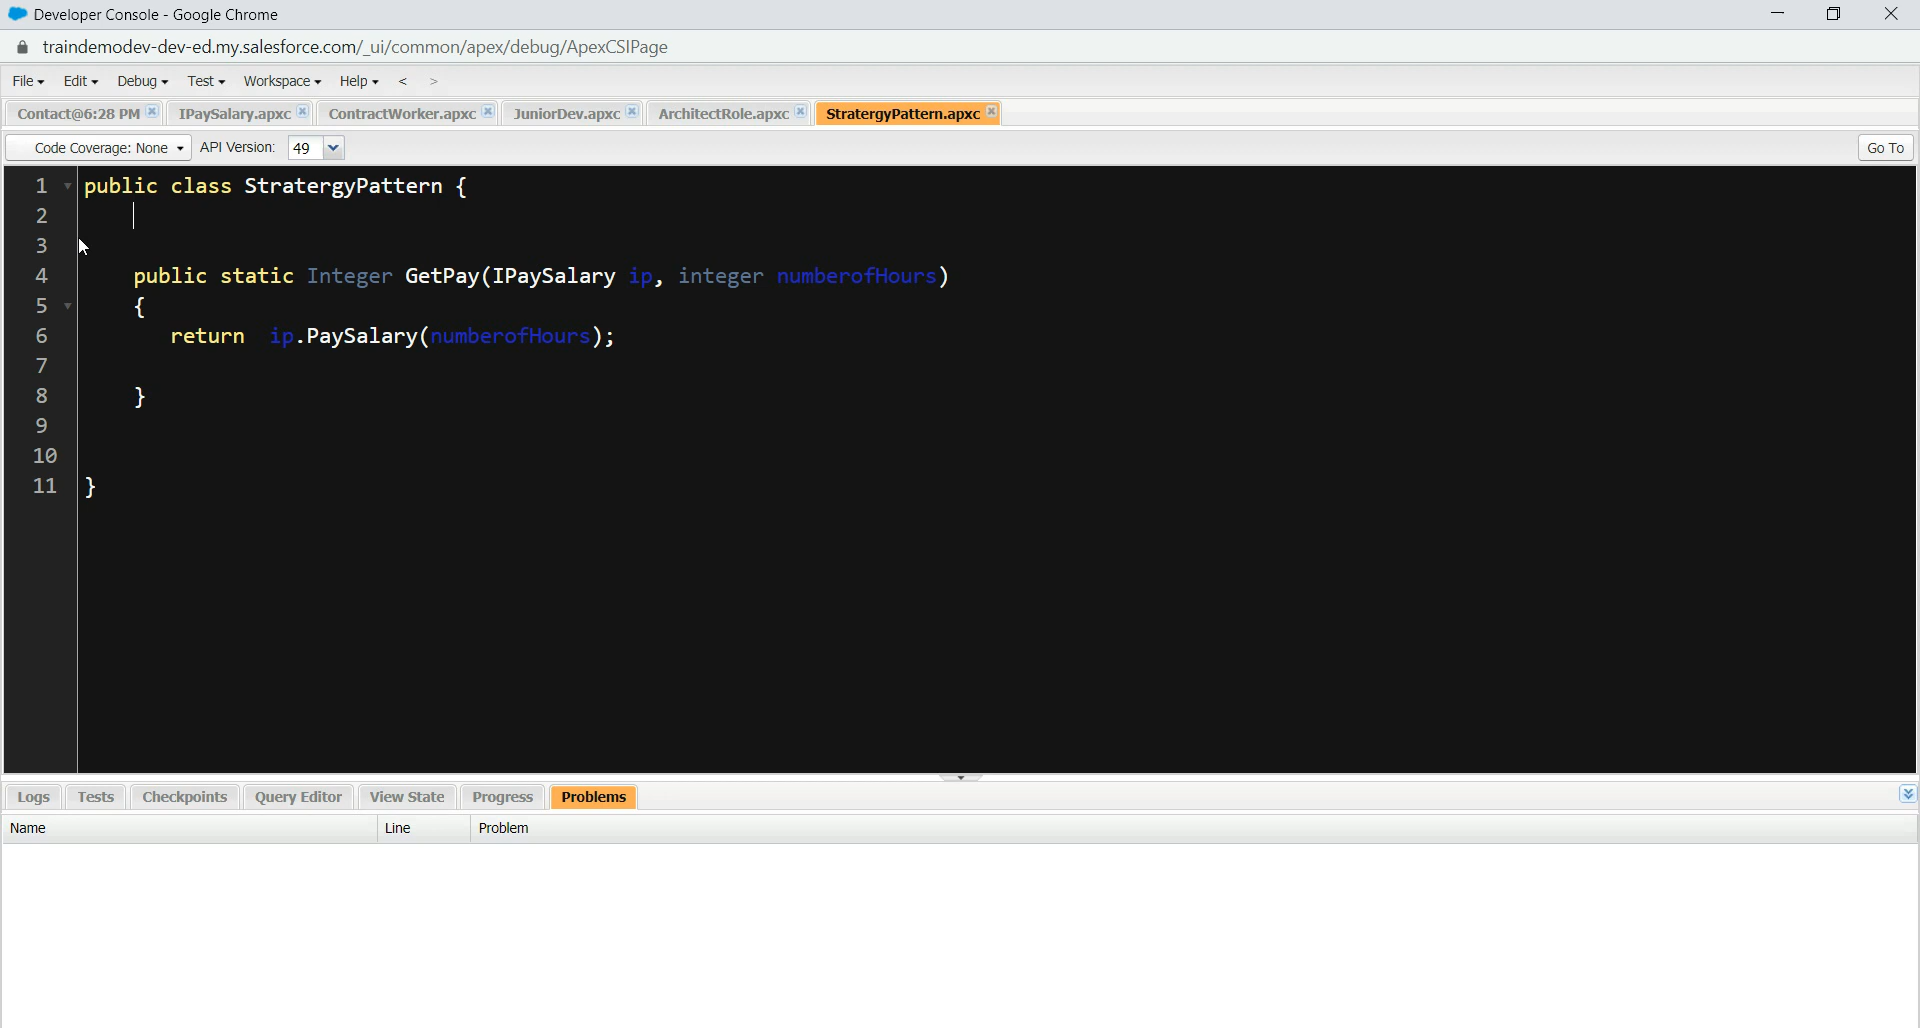 Developer Console - Google Chrome
traindemodev-dev-ed.my.salesforce.com/_ui/common/apex/debug/ApexCSIPage
File Edit Debug Test Workspace Help < >
Contact@6:28 PM IPaySalary.apxc ContractWorker.apxc JuniorDev.apxc ArchitectRole.apxc StratergyPattern.apxc
Code Coverage: None API Version: 49 Go To
1 public class StratergyPattern {
2
3
4 public static Integer GetPay(IPaySalary ip, integer numberofHours)
5 {
6 return ip.PaySalary(numberofHours);
7
8 }
9
10
11 }
Logs Tests Checkpoints Query Editor View State Progress Problems
Name Line Problem